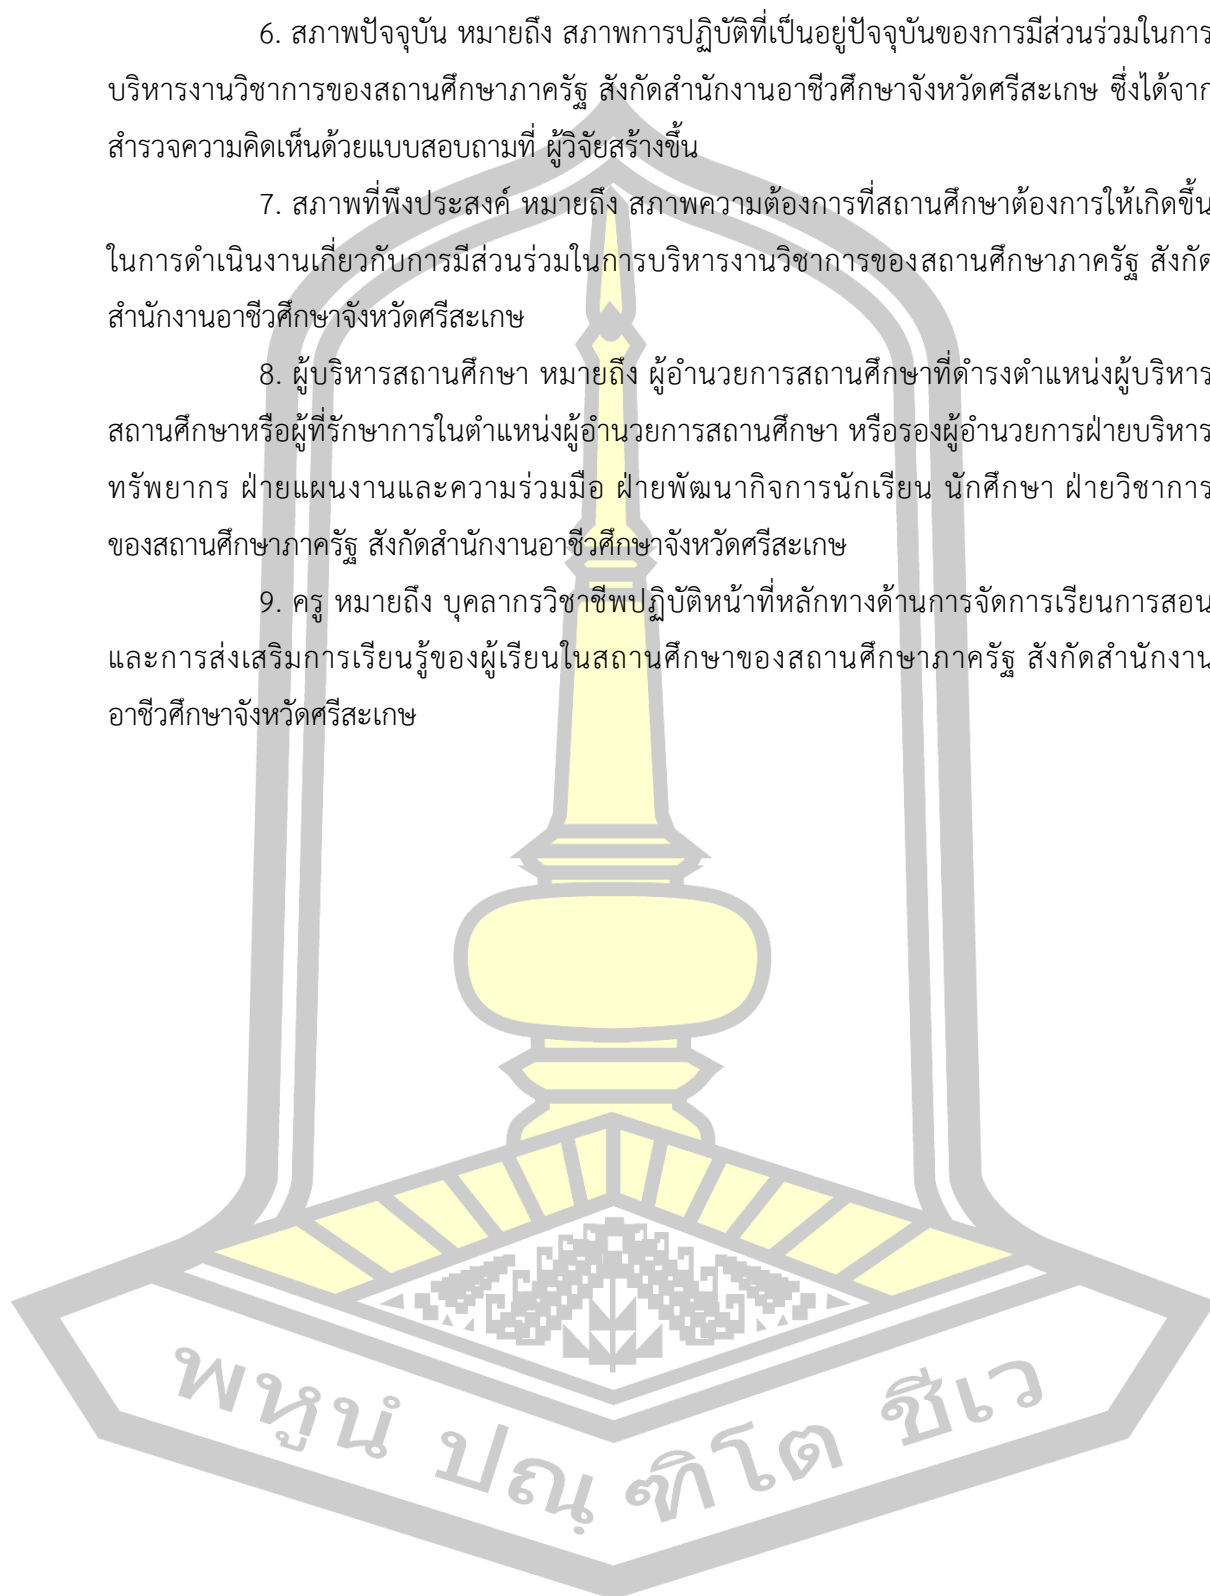 6. สภาพปัจจุบัน หมายถึง สภาพการปฏิบัติที่เป็นอยู่ปัจจุบันของการมีส่วนร่วมในการ
บริหารงานวิชาการของสถานศึกษาภาครัฐ สังกัดสำนักงานอาชีวศึกษาจังหวัดศรีสะเกษ ซึ่งได้จาก
สำรวจความคิดเห็นด้วยแบบสอบถามที่ ผู้วิจัยสร้างขึ้น
7. สภาพที่พึงประสงค์ หมายถึง สภาพความต้องการที่สถานศึกษาต้องการให้เกิดขึ้น
ในการดำเนินงานเกี่ยวกับการมีส่วนร่วมในการบริหารงานวิชาการของสถานศึกษาภาครัฐ สังกัด
สำนักงานอาชีวศึกษาจังหวัดศรีสะเกษ
8. ผู้บริหารสถานศึกษา หมายถึง ผู้อำนวยการสถานศึกษาที่ดำรงตำแหน่งผู้บริหาร
สถานศึกษาหรือผู้ที่รักษาการในตำแหน่งผู้อำนวยการสถานศึกษา หรือรองผู้อำนวยการฝ่ายบริหาร
ทรัพยากร ฝ่ายแผนงานและความร่วมมือ ฝ่ายพัฒนากิจการนักเรียน นักศึกษา ฝ่ายวิชาการ
ของสถานศึกษาภาครัฐ สังกัดสำนักงานอาชีวศึกษาจังหวัดศรีสะเกษ
9. ครู หมายถึง บุคลากรวิชาชีพปฏิบัติหน้าที่หลักทางด้านการจัดการเรียนการสอน
และการส่งเสริมการเรียนรู้ของผู้เรียนในสถานศึกษาของสถานศึกษาภาครัฐ สังกัดสำนักงาน
อาชีวศึกษาจังหวัดศรีสะเกษ
พหูนํ ปณฺ ฑิโต ชีเว